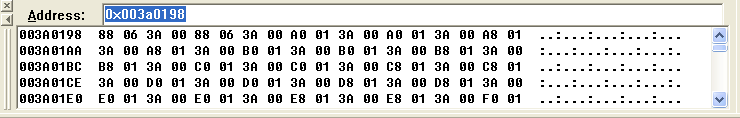 Address: 0x003a0198
003A0198 88 06 3A 00 88 06 3A 00 A0 01 3A 00 A0 01 3A 00 A8 01 ..:...:...:...:...
003A01AA 3A 00 A8 01 3A 00 B0 01 3A 00 B0 01 3A 00 B8 01 3A 00 :...:...:...:...:.
003A01BC B8 01 3A 00 C0 01 3A 00 C0 01 3A 00 C8 01 3A 00 C8 01 ..:...:...:...:...
003A01CE 3A 00 D0 01 3A 00 D0 01 3A 00 D8 01 3A 00 D8 01 3A 00 :...:...:...:...:.
003A01E0 E0 01 3A 00 E0 01 3A 00 E8 01 3A 00 E8 01 3A 00 F0 01 ..:...:...:...:...